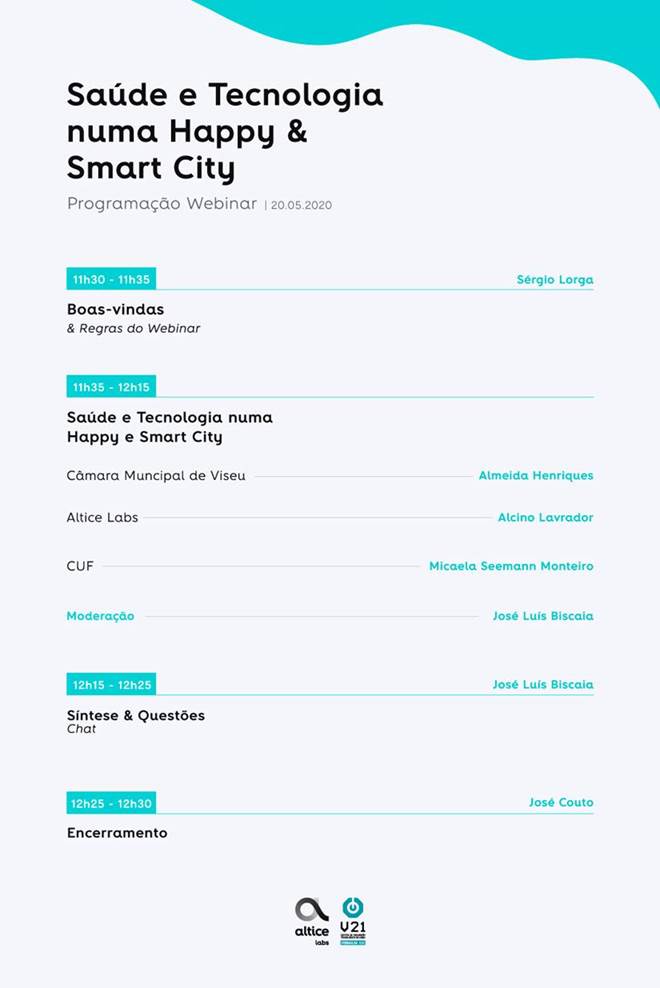 Saúde e Tecnologia
numa Happy &
Smart City
Programação Webinar | 20.05.2020
11h30 - 11h35 Sérgio Lorga
Boas-vindas
& Regras do Webinar
11h35 - 12h15
Saúde e Tecnologia numa
Happy e Smart City
Câmara Muncipal de Viseu Almeida Henriques
Altice Labs Alcino Lavrador
CUF Micaela Seemann Monteiro
Moderação José Luís Biscaia
12h15 - 12h25 José Luís Biscaia
Síntese & Questões
Chat
12h25 - 12h30 José Couto
Encerramento
altice
labs
V21